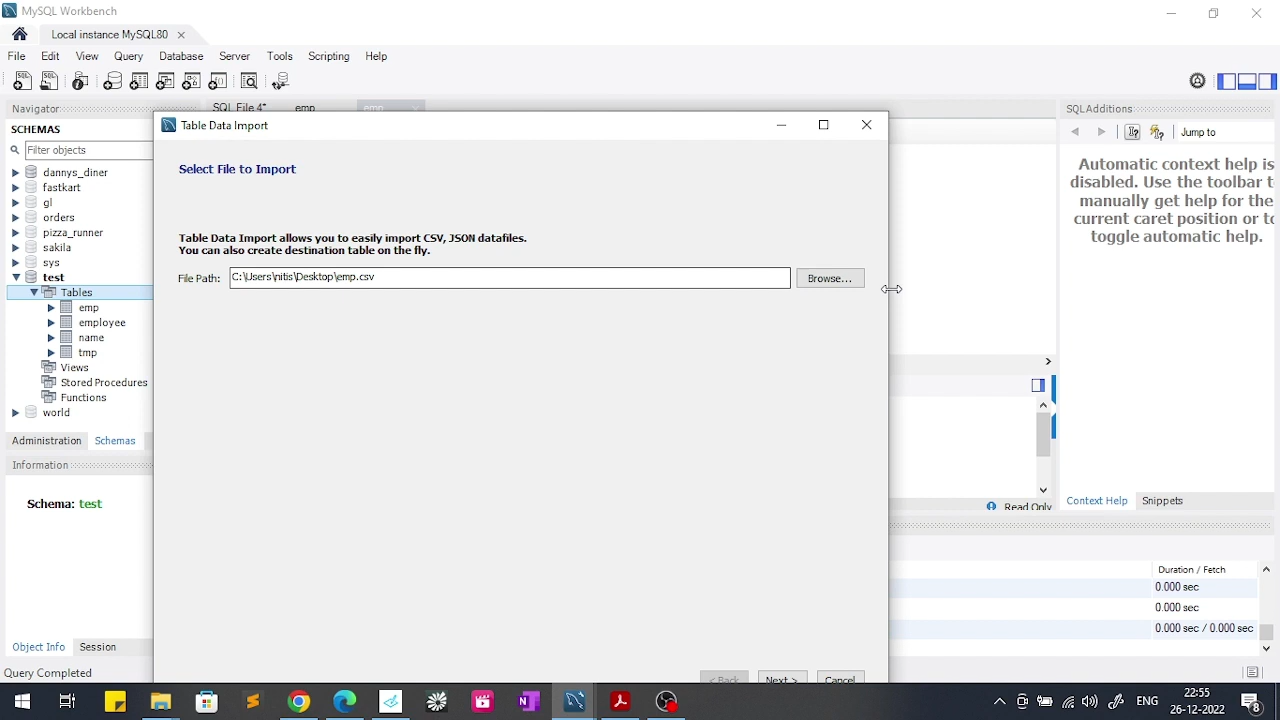 MySQL Workbench
Local instance MySQL80
File Edit View Query Database Server Tools Scripting Help
Navigator
SQL File 4* emp emp
SQLAdditions
SCHEMAS
Filter objects
Jump to
dannys_diner
fastkart
gl
orders
pizza_runner
sakila
sys
test
Tables
emp
employee
name
tmp
Views
Stored Procedures
Functions
world
Administration Schemas
Information
Schema: test
Object Info Session
Query Completed
Table Data Import
Select File to Import
Table Data Import allows you to easily import CSV, JSON datafiles.
You can also create destination table on the fly.
File Path: C:\Users\nitis\Desktop\emp.csv Browse...
< Back Next > Cancel
Automatic context help is
disabled. Use the toolbar t
manually get help for the
current caret position or to
toggle automatic help.
Read Only
Context Help Snippets
Duration / Fetch
0.000 sec
0.000 sec
0.000 sec / 0.000 sec
ENG
22:55
26-12-2022
8